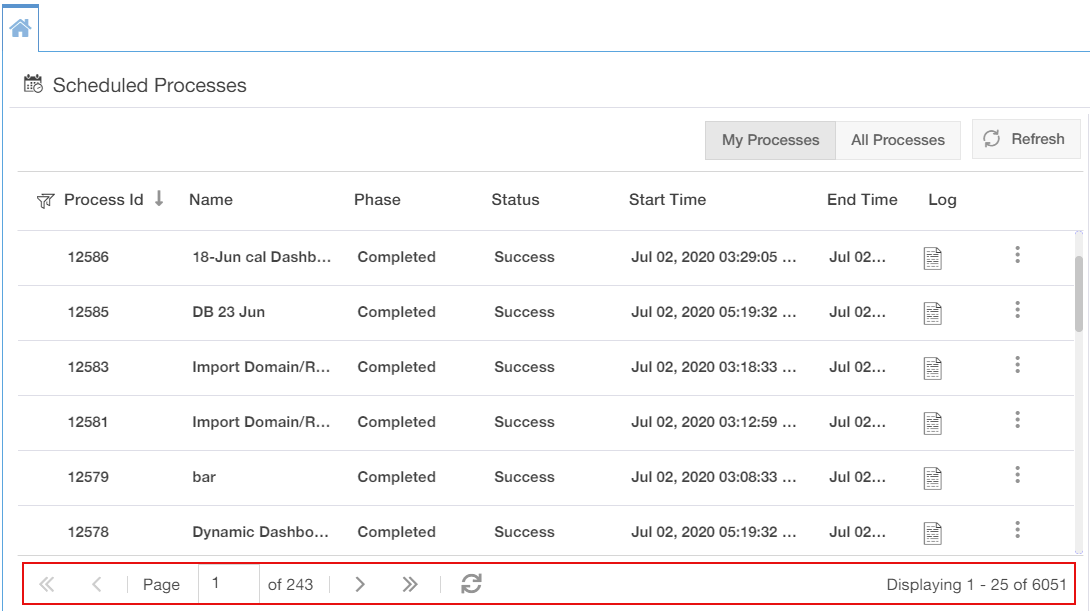 Scheduled Processes
My Processes All Processes Refresh
Process Id Name Phase Status Start Time End Time Log
12586 18-Jun cal Dashb... Completed Success Jul 02, 2020 03:29:05 ... Jul 02...
12585 DB 23 Jun Completed Success Jul 02, 2020 05:19:32 ... Jul 02...
12583 Import Domain/R... Completed Success Jul 02, 2020 03:18:33 ... Jul 02...
12581 Import Domain/R... Completed Success Jul 02, 2020 03:12:59 ... Jul 02...
12579 bar Completed Success Jul 02, 2020 03:08:33 ... Jul 02...
12578 Dynamic Dashbo... Completed Success Jul 02, 2020 05:19:32 ... Jul 02...
Page 1 of 243 Displaying 1 - 25 of 6051